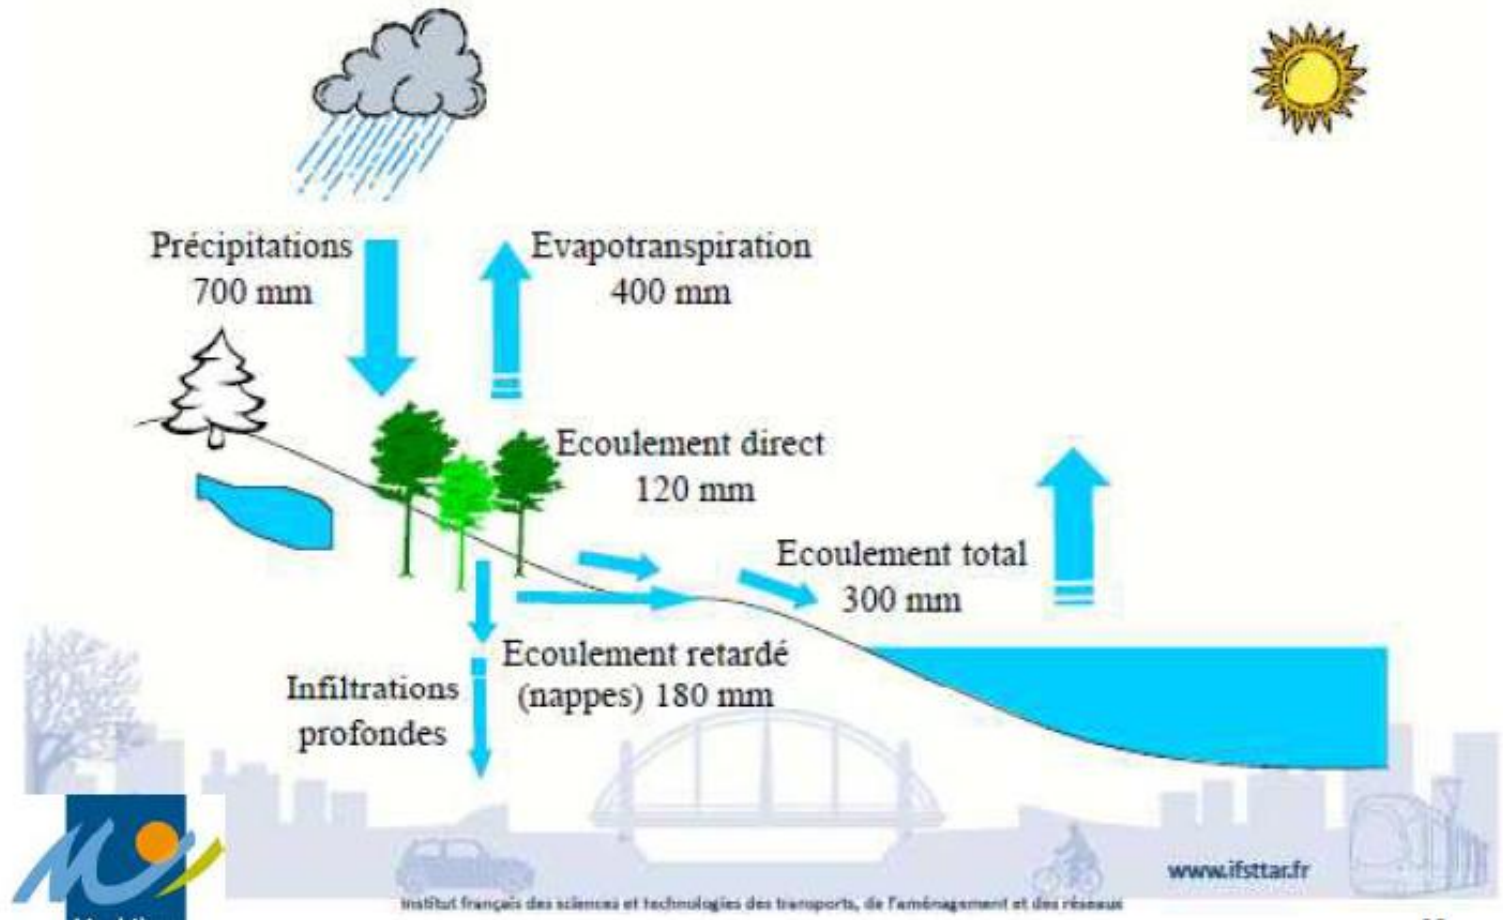 Précipitations
700 mm
Evapotranspiration
400 mm
Ecoulement direct
120 mm
Ecoulement total
300 mm
Ecoulement retardé
(nappes) 180 mm
Infiltrations
profondes
www.ifsttar.fr
Institut français des sciences et technologies des transports, de l'aménagement et des réseaux